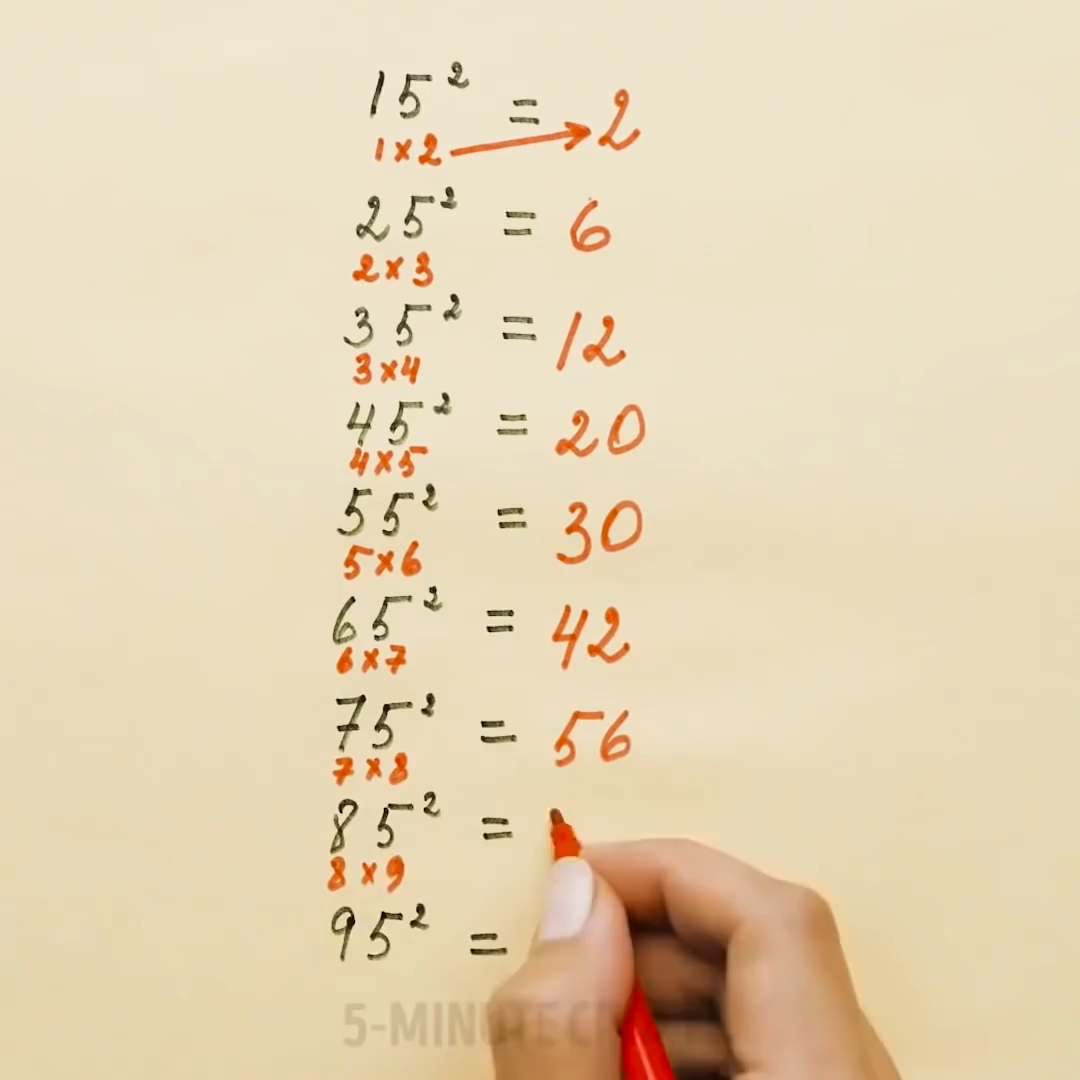 15² = 2
1×2
25² = 6
2×3
35² = 12
3×4
45² = 20
4×5
55² = 30
5×6
65² = 42
6×7
75² = 56
7×8
85² =
8×9
95² =